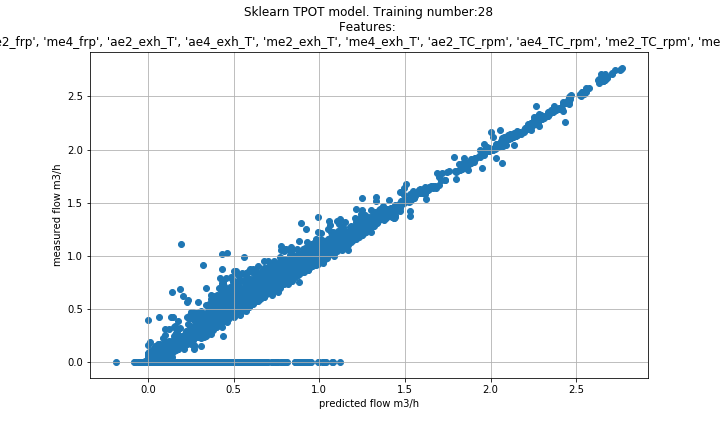 Sklearn TPOT model. Training number:28
Features:
e2_frp', 'me4_frp', 'ae2_exh_T', 'ae4_exh_T', 'me2_exh_T', 'me4_exh_T', 'ae2_TC_rpm', 'ae4_TC_rpm', 'me2_TC_rpm', 'me
2.5
2.0
1.5
1.0
0.5
0.0
measured flow m3/h
0.0 0.5 1.0 1.5 2.0 2.5
predicted flow m3/h